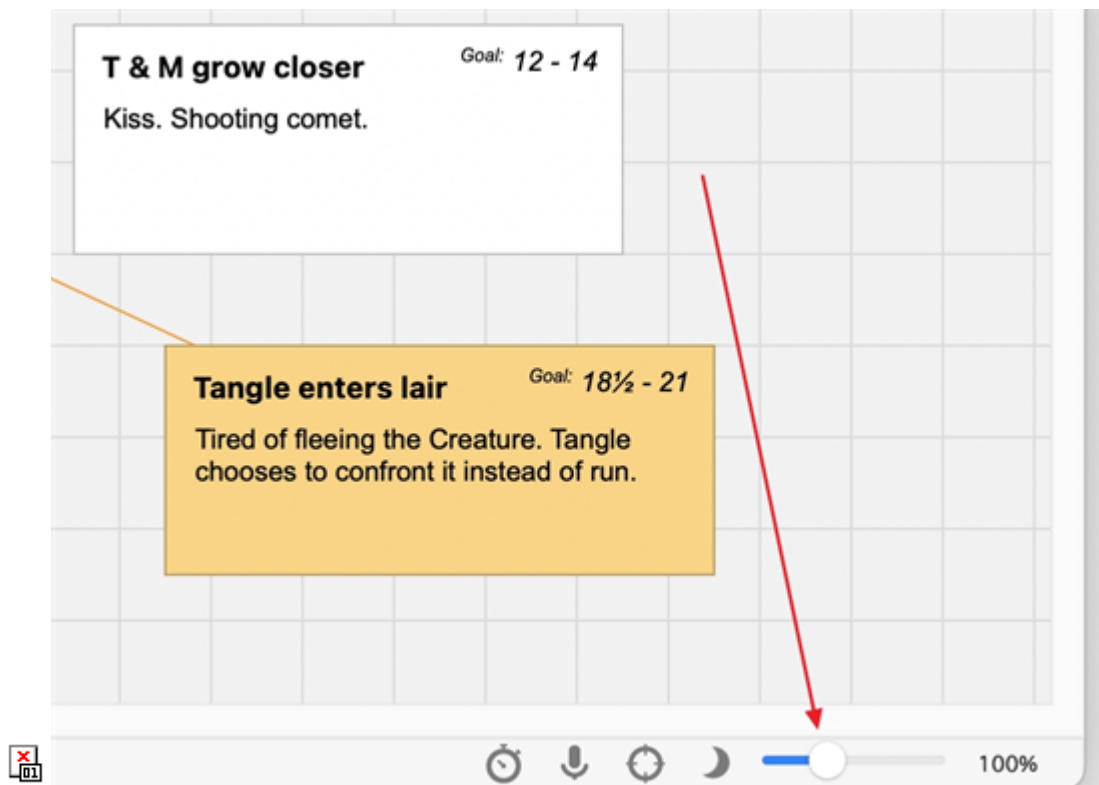 T & M grow closer
Goal: 12 - 14
Kiss. Shooting comet.
Tangle enters lair
Goal: 18½ - 21
Tired of fleeing the Creature. Tangle
chooses to confront it instead of run.
100%
01